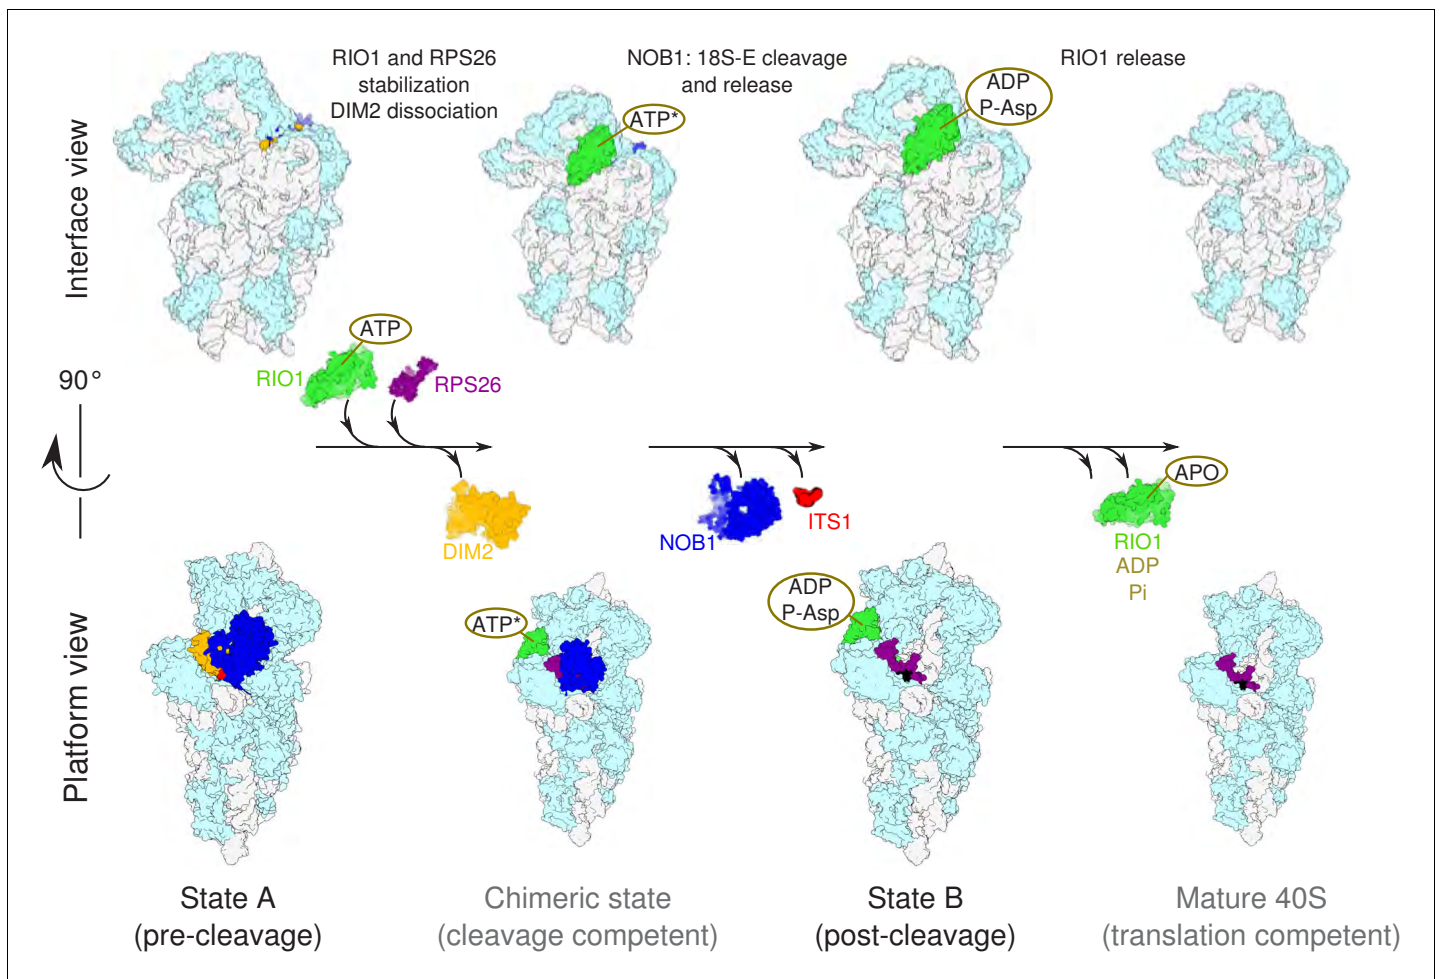 RIO1 and RPS26
stabilization
DIM2 dissociation
NOB1: 18S-E cleavage
and release
RIO1 release
ATP*
ADP
P-Asp
Interface view
90°
ATP
RIO1
RPS26
DIM2
NOB1
ITS1
APO
RIO1
ADP
Pi
Platform view
ATP*
ADP
P-Asp
State A
(pre-cleavage)
Chimeric state
(cleavage competent)
State B
(post-cleavage)
Mature 40S
(translation competent)